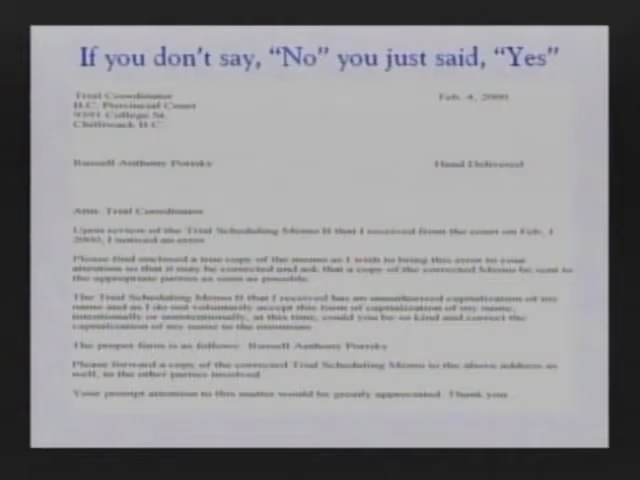 If you don't say, "No" you just said, "Yes"
Trial Coordinator
B.C. Provincial Court
College St.
Chilliwack B.C.
Feb. 4, 2000
Russell Anthony
Hand Delivered
Attn: Trial Coordinator
Upon review of the Trial Scheduling Memo II that I received from the court on Feb. 1
2000, I noticed an error.
Please find enclosed a true copy of the memo as I wish to bring this error to your
attention so that it may be corrected and ask that a copy of the corrected Memo be sent to
the appropriate parties as soon as possible.
The Trial Scheduling Memo II that I received has an unauthorized capitalization of my
name and as I do not voluntarily accept this form of capitalization of my name,
intentionally or unintentionally, at this time, could you be so kind and correct the
capitalization of my name to the minimum.
The proper form is as follows: Russell Anthony
Please forward a copy of the corrected Trial Scheduling Memo to the above address as
well, to the other parties involved.
Your prompt attention to this matter would be greatly appreciated. Thank you